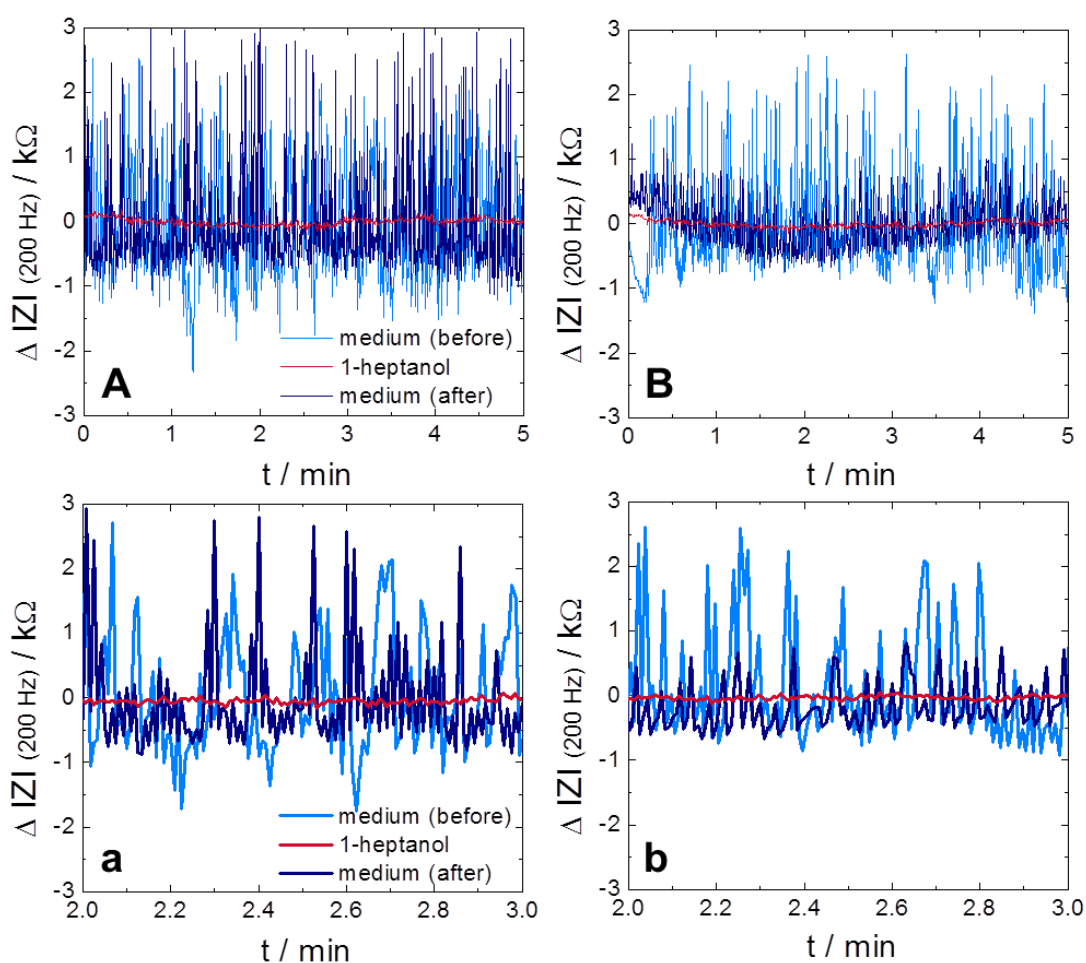 3
2
1
0
-1
-2
-3
Δ |Z| (200 Hz) / kΩ
medium (before)
1-heptanol
medium (after)
A
0 1 2 3 4 5
t / min
3
2
1
0
-1
-2
-3
Δ |Z| (200 Hz) / kΩ
B
0 1 2 3 4 5
t / min
3
2
1
0
-1
-2
-3
Δ |Z| (200 Hz) / kΩ
medium (before)
1-heptanol
medium (after)
a
2.0 2.2 2.4 2.6 2.8 3.0
t / min
3
2
1
0
-1
-2
-3
Δ |Z| (200 Hz) / kΩ
b
2.0 2.2 2.4 2.6 2.8 3.0
t / min